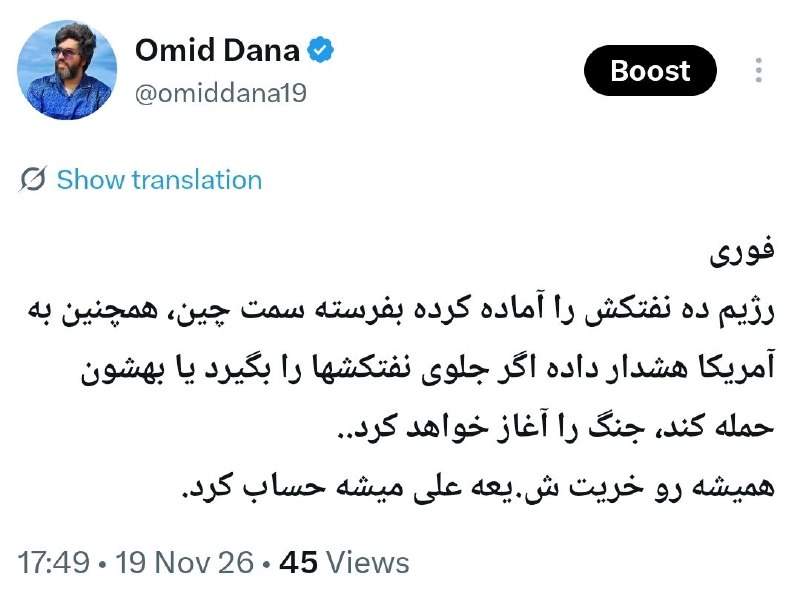 Omid Dana
@omiddana19
Boost
Show translation
فوری
رژیم ده نفتکش را آماده کرده بفرسته سمت چین، همچنین به
آمریکا هشدار داده اگر جلوی نفتکشها را بگیرد یا بهشون
حمله کند، جنگ را آغاز خواهد کرد..
همیشه رو خریت ش.یعه علی میشه حساب کرد.
17:49 • 19 Nov 26 • 45 Views